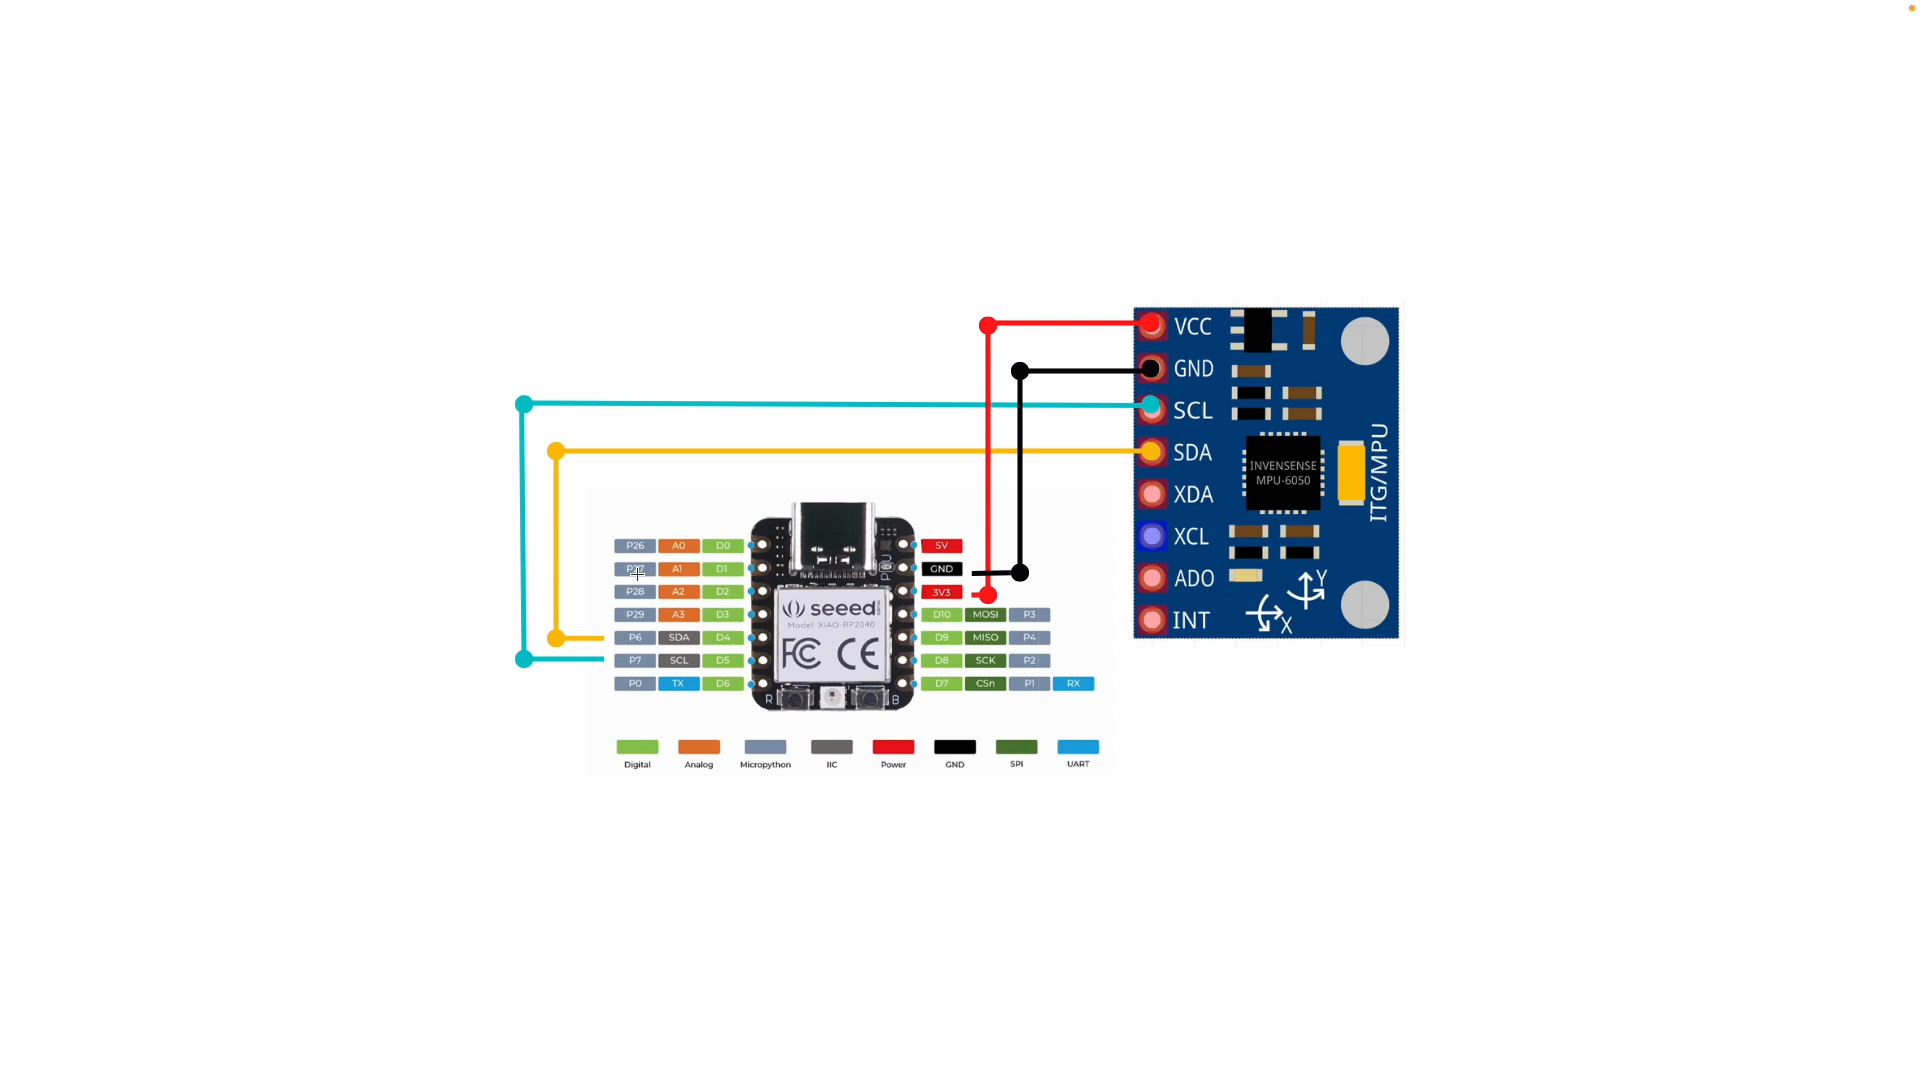 VCC
GND
SCL
SDA
XDA
XCL
ADO
INT
INVENSENSE
MPU-6050
ITG/MPU
Y
X
P26 A0 D0
A1 D1
P28 A2 D2
P29 A3 D3
P6 SDA D4
P7 SCL D5
P0 TX D6
5V
GND
3V3
D10 MOSI P3
D9 MISO P4
D8 SCK P2
D7 CSn P1 RX
seeed
Model: XIAO-RP2040
FC CE
R
B
Digital Analog Micropython IIC Power GND SPI UART